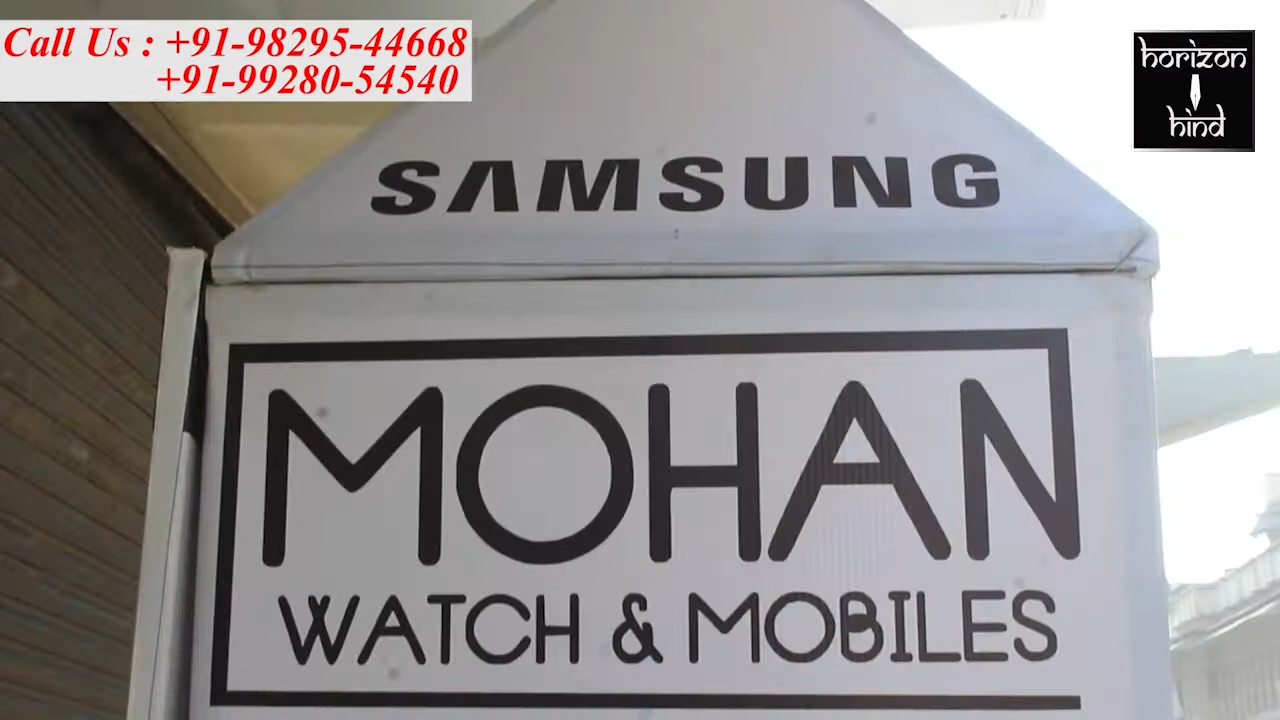 Call Us : +91-98295-44668
+91-99280-54540
horizon
hind
SAMSUNG
MOHAN
WATCH & MOBILES